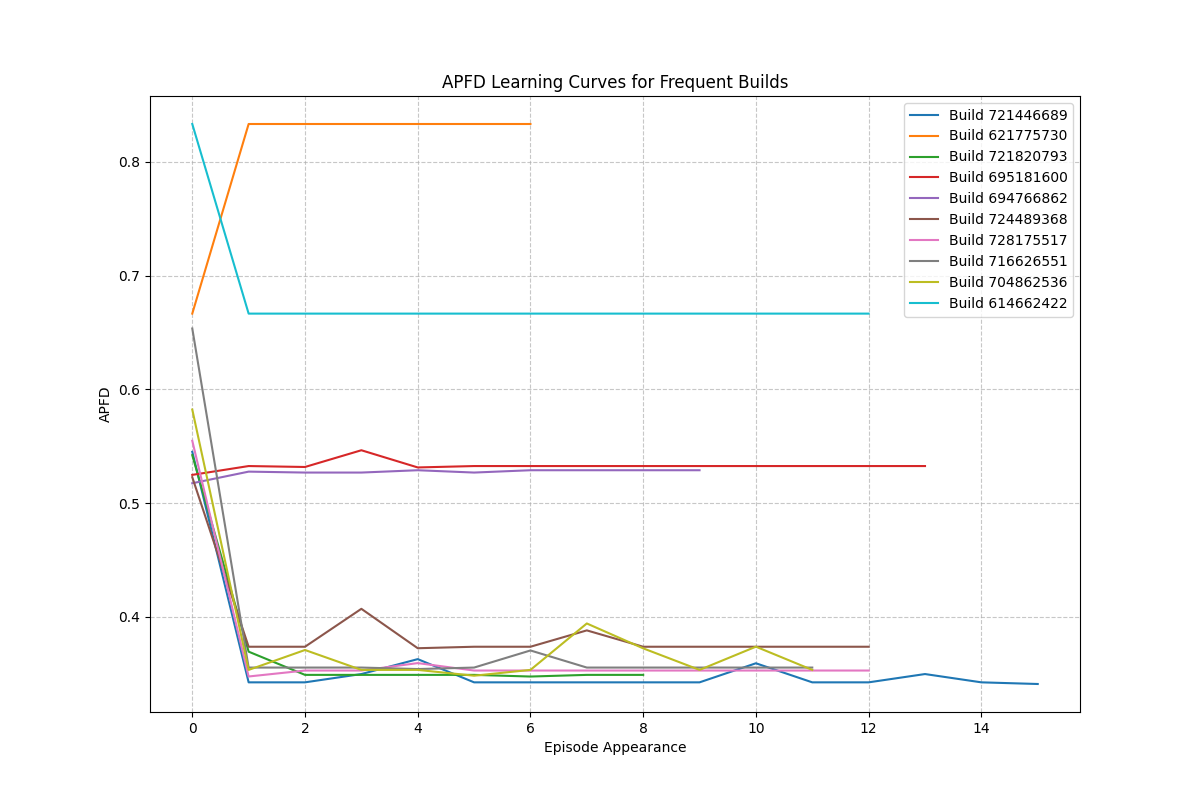 APFD Learning Curves for Frequent Builds
Build 721446689
Build 621775730
Build 721820793
Build 695181600
Build 694766862
Build 724489368
Build 728175517
Build 716626551
Build 704862536
Build 614662422
APFD
0.8
0.7
0.6
0.5
0.4
0 2 4 6 8 10 12 14
Episode Appearance